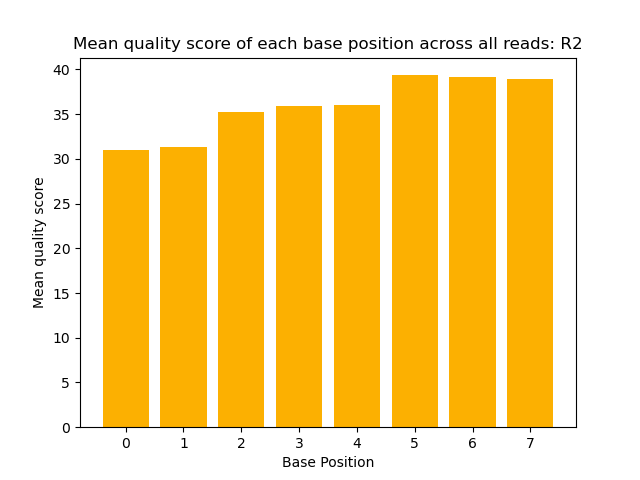 Mean quality score of each base position across all reads: R2
40
35
30
25
20
15
10
5
0
Mean quality score
0 1 2 3 4 5 6 7
Base Position